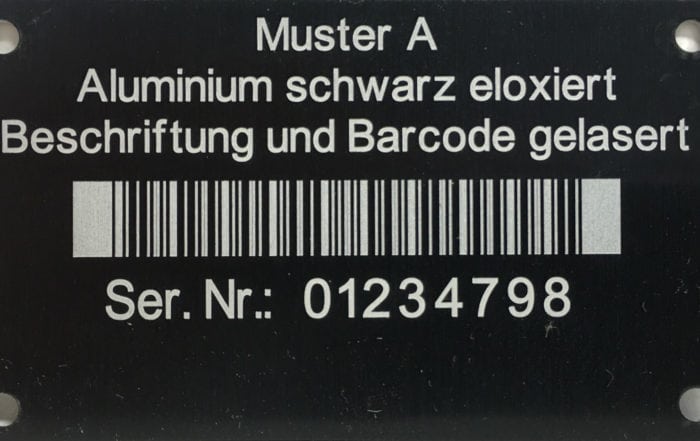 Muster A
Aluminium schwarz eloxiert
Beschriftung und Barcode gelasert
Ser. Nr.: 01234798